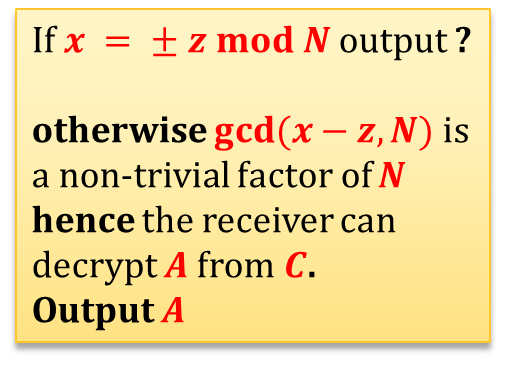 If x = ± z mod N output ?
otherwise gcd(x − z, N) is
a non-trivial factor of N
hence the receiver can
decrypt A from C.
Output A